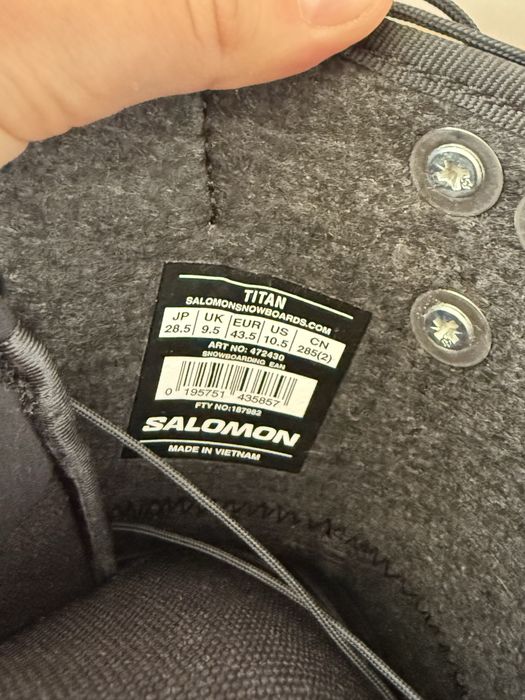 TITAN
SALOMONSNOWBOARDS.COM
JP UK EUR US CN
28.5 9.5 43.5 10.5 285(2)
ART NO: 472430
SNOWBOARDING EAN
0 195751 435857
FTY NO:187982
SALOMON
MADE IN VIETNAM